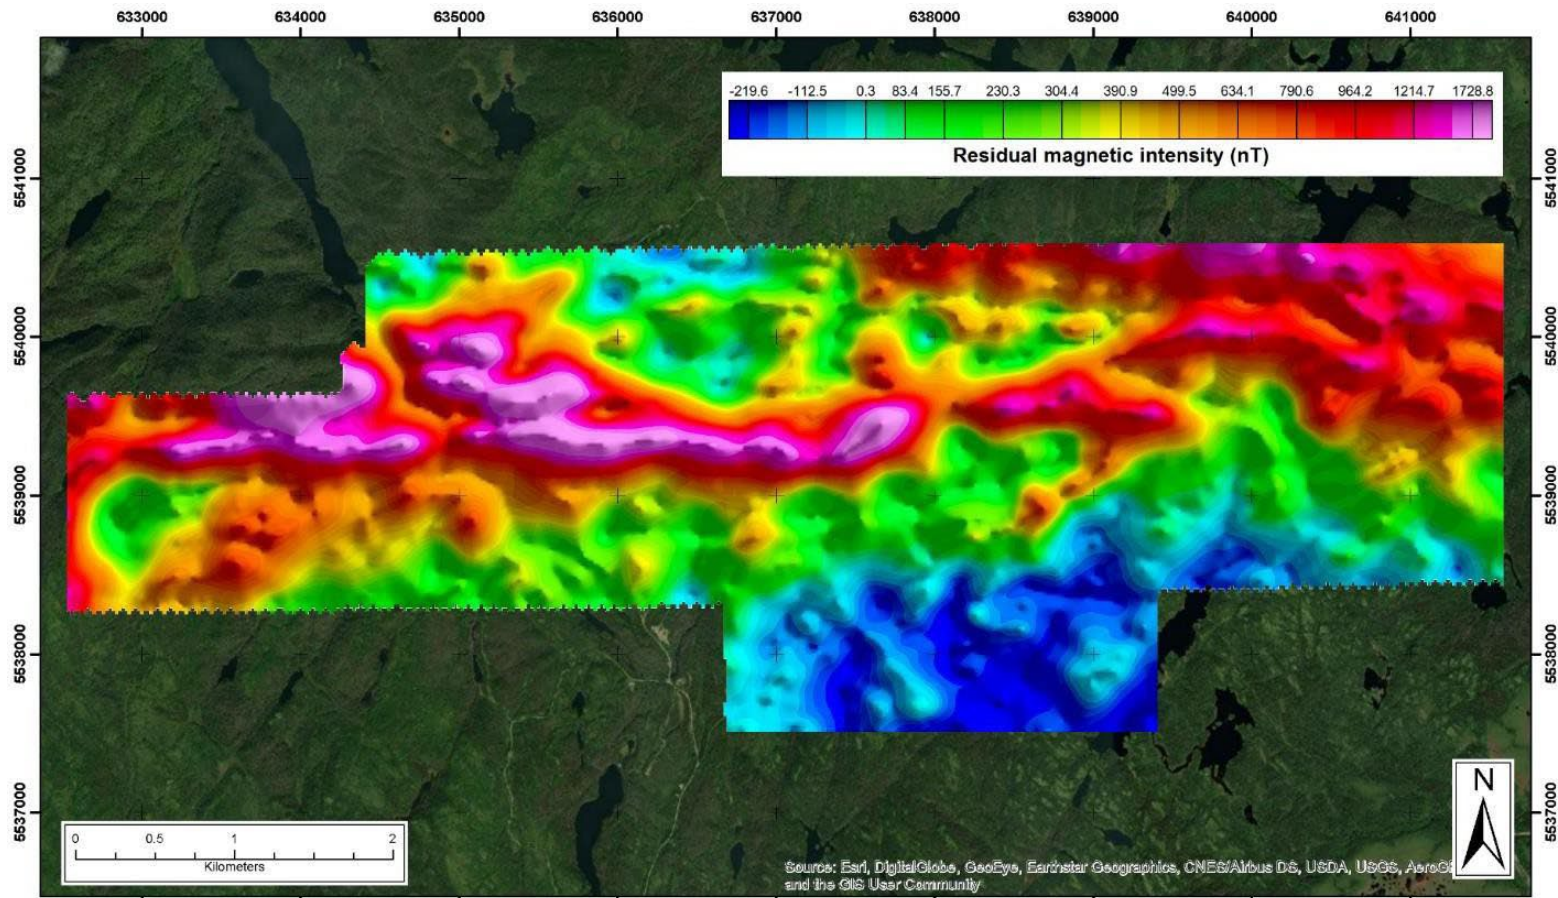 633000 634000 635000 636000 637000 638000 639000 640000 641000
-219.6 -112.5 0.3 83.4 155.7 230.3 304.4 390.9 499.5 634.1 790.6 964.2 1214.7 1728.8
Residual magnetic intensity (nT)
5541000 5541000
5540000 5540000
5539000 5539000
5538000 5538000
5537000 5537000
N
0 0.5 1 2
Kilometers
Source: Esri, DigitalGlobe, GeoEye, Earthstar Geographics, CNES/Airbus DS, USDA, USGS,
and the GIS User Community